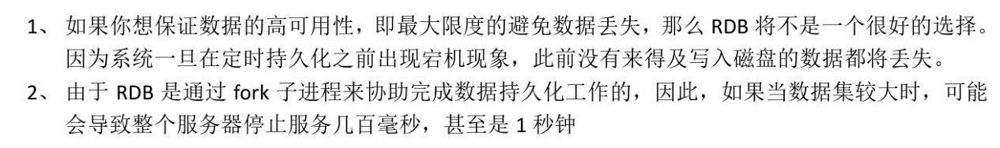 1、 如果你想保证数据的高可用性，即最大限度的避免数据丢失，那么 RDB 将不是一个很好的选择。
因为系统一旦在定时持久化之前出现宕机现象，此前没有来得及写入磁盘的数据都将丢失。
2、 由于 RDB 是通过 fork 子进程来协助完成数据持久化工作的，因此，如果当数据集较大时，可能
会导致整个服务器停止服务几百毫秒，甚至是 1 秒钟